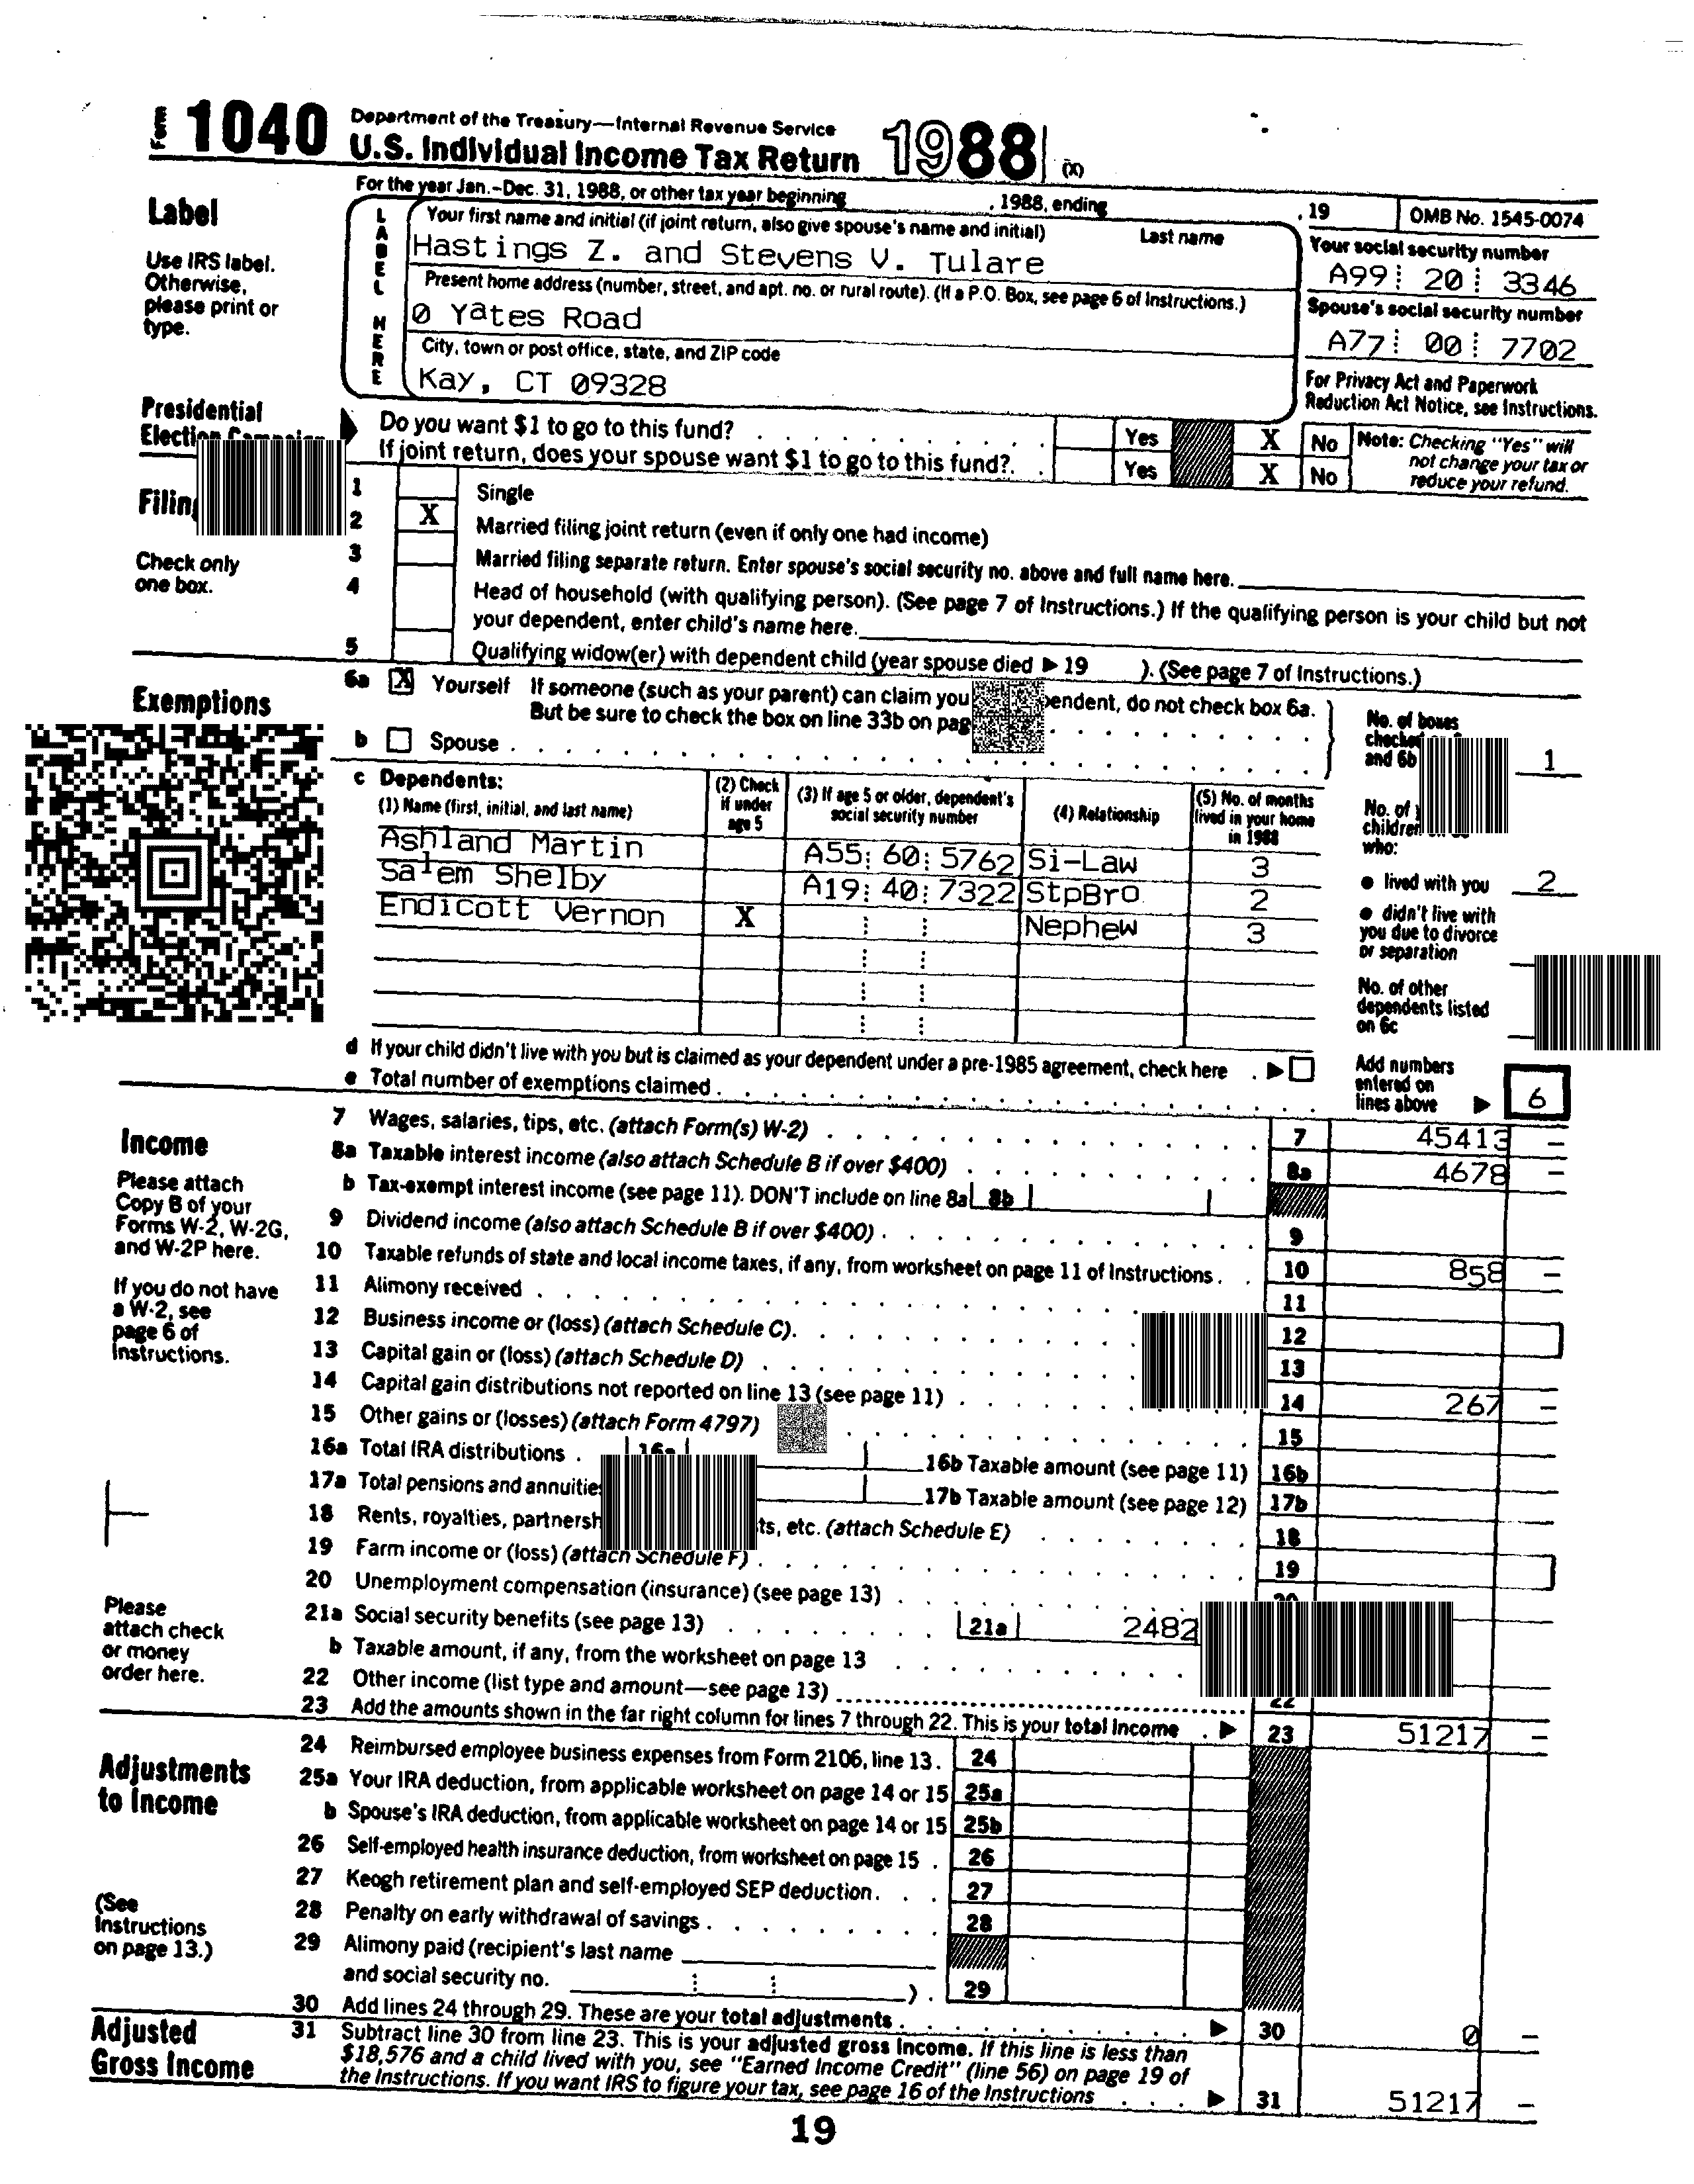 Form 1040 Department of the Treasury—Internal Revenue Service
U.S. Individual Income Tax Return 1988 (X)
For the year Jan.–Dec. 31, 1988, or other tax year beginning , 1988, ending , 19 OMB No. 1545-0074
Label
Use IRS label.
Otherwise,
please print or
type.
LABEL HERE
Your first name and initial (if joint return, also give spouse's name and initial) Last name
Hastings Z. and Stevens V. Tulare
Present home address (number, street, and apt. no. or rural route). (If a P.O. Box, see page 6 of Instructions.)
0 Yates Road
City, town or post office, state, and ZIP code
Kay, CT 09328
Your social security number
A99 20 3346
Spouse's social security number
A77 00 7702
For Privacy Act and Paperwork
Reduction Act Notice, see Instructions.
Presidential
Election
Do you want $1 to go to this fund? Yes X No
If joint return, does your spouse want $1 to go to this fund? Yes X No
Note: Checking "Yes" will
not change your tax or
reduce your refund.
Check only
one box.
1 Single
2 X Married filing joint return (even if only one had income)
3 Married filing separate return. Enter spouse's social security no. above and full name here.
4 Head of household (with qualifying person). (See page 7 of Instructions.) If the qualifying person is your child but not
your dependent, enter child's name here.
5 Qualifying widow(er) with dependent child (year spouse died ▶ 19 ). (See page 7 of Instructions.)
Exemptions
6a X Yourself If someone (such as your parent) can claim you pendent, do not check box 6a.
But be sure to check the box on line 33b on pag
b Spouse
No. of boxes
and 6b 1
c Dependents:
(1) Name (first, initial, and last name)
(2) Check
if under
age 5
(3) If age 5 or older, dependent's
social security number
(4) Relationship
(5) No. of months
lived in your home
in 1988
Ashland Martin A55 60 5762 Si-Law 3
Salem Shelby A19 40 7322 StpBro 2
Endicott Vernon X Nephew 3
No. of
who:
● lived with you 2
● didn't live with
you due to divorce
or separation
No. of other
dependents listed
on 6c
d If your child didn't live with you but is claimed as your dependent under a pre-1985 agreement, check here ▶
e Total number of exemptions claimed
Add numbers
entered on
lines above ▶ 6
Income
Please attach
Copy B of your
Forms W-2, W-2G,
and W-2P here.
If you do not have
a W-2, see
page 6 of
Instructions.
7 Wages, salaries, tips, etc. (attach Form(s) W-2) 7 45413 –
8a Taxable interest income (also attach Schedule B if over $400) 8a 4678 –
b Tax-exempt interest income (see page 11). DON'T include on line 8a 8b
9 Dividend income (also attach Schedule B if over $400) 9
10 Taxable refunds of state and local income taxes, if any, from worksheet on page 11 of Instructions 10 858 –
11 Alimony received 11
12 Business income or (loss) (attach Schedule C) 12
13 Capital gain or (loss) (attach Schedule D) 13
14 Capital gain distributions not reported on line 13 (see page 11) 14 267 –
15 Other gains or (losses) (attach Form 4797) 15
16a Total IRA distributions 16b Taxable amount (see page 11) 16b
17a Total pensions and annuities 17b Taxable amount (see page 12) 17b
18 Rents, royalties, partnersh ts, etc. (attach Schedule E) 18
19 Farm income or (loss) (attach Schedule F) 19
20 Unemployment compensation (insurance) (see page 13)
21a Social security benefits (see page 13) 21a 2482
b Taxable amount, if any, from the worksheet on page 13
22 Other income (list type and amount—see page 13) 22
23 Add the amounts shown in the far right column for lines 7 through 22. This is your total income ▶ 23 51217 –
Please
attach check
or money
order here.
Adjustments
to Income
(See
Instructions
on page 13.)
24 Reimbursed employee business expenses from Form 2106, line 13. 24
25a Your IRA deduction, from applicable worksheet on page 14 or 15 25a
b Spouse's IRA deduction, from applicable worksheet on page 14 or 15 25b
26 Self-employed health insurance deduction, from worksheet on page 15 26
27 Keogh retirement plan and self-employed SEP deduction 27
28 Penalty on early withdrawal of savings 28
29 Alimony paid (recipient's last name
and social security no. ) 29
30 Add lines 24 through 29. These are your total adjustments ▶ 30 0 –
Adjusted
Gross Income
31 Subtract line 30 from line 23. This is your adjusted gross income. If this line is less than
$18,576 and a child lived with you, see "Earned Income Credit" (line 56) on page 19 of
the Instructions. If you want IRS to figure your tax, see page 16 of the Instructions ▶ 31 51217 –
19